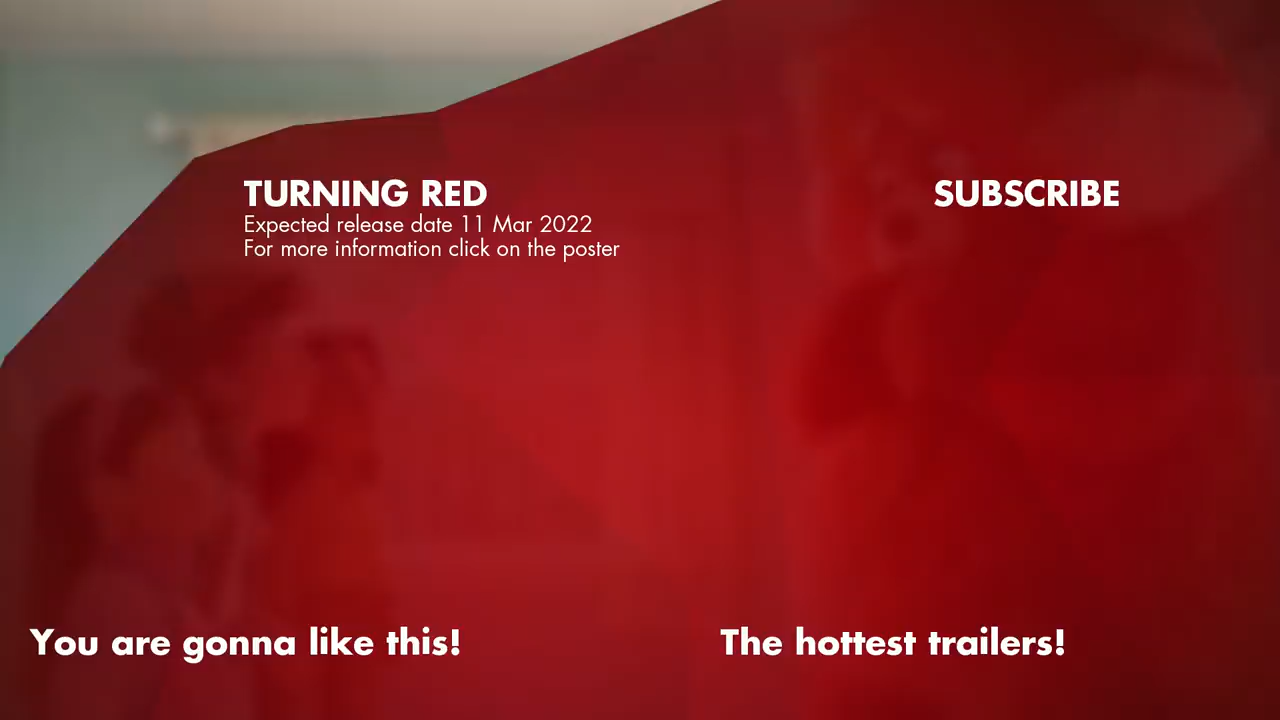 TURNING RED
Expected release date 11 Mar 2022
For more information click on the poster
SUBSCRIBE
You are gonna like this!
The hottest trailers!